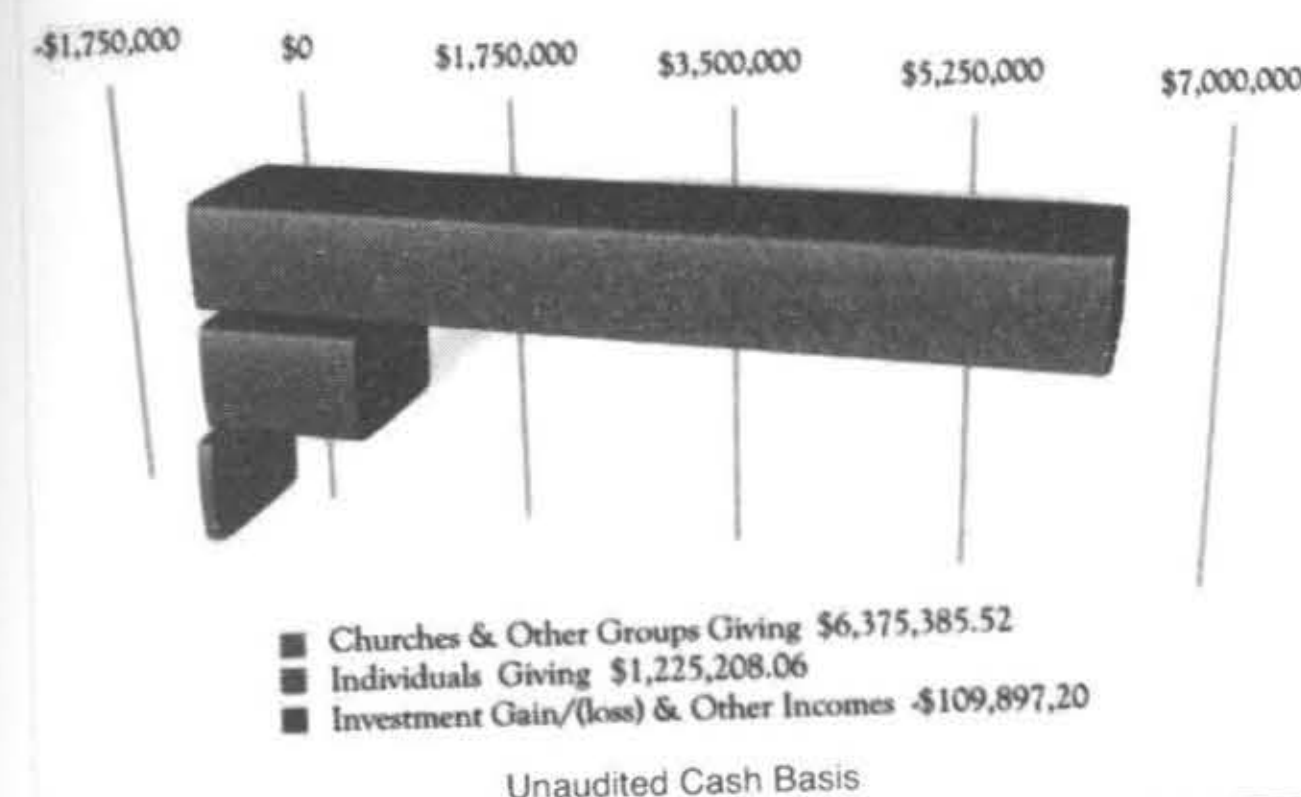 -$1,750,000 $0 $1,750,000 $3,500,000 $5,250,000 $7,000,000
Churches & Other Groups Giving $6,375,385.52
Individuals Giving $1,225,208.06
Investment Gain/(loss) & Other Incomes -$109,897,20
Unaudited Cash Basis